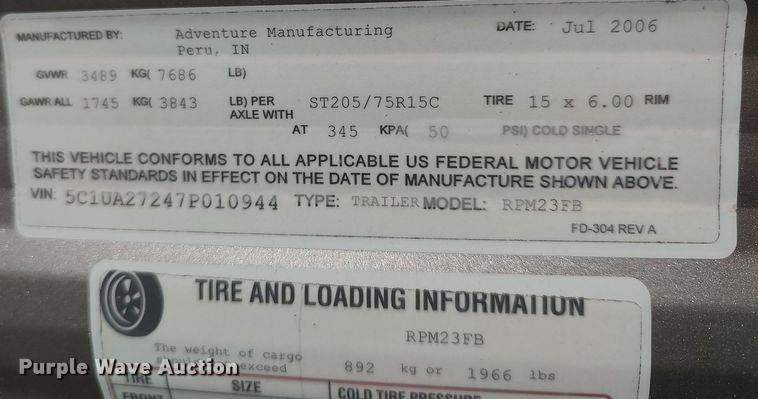 MANUFACTURED BY: Adventure Manufacturing DATE: Jul 2006
Peru, IN
GVWR 3489 KG( 7686 LB)
GAWR ALL 1745 KG( 3843 LB) PER AXLE WITH ST205/75R15C TIRE 15 x 6.00 RIM
AT 345 KPA( 50 PSI) COLD SINGLE
THIS VEHICLE CONFORMS TO ALL APPLICABLE US FEDERAL MOTOR VEHICLE
SAFETY STANDARDS IN EFFECT ON THE DATE OF MANUFACTURE SHOWN ABOVE.
VIN: 5C1UA27247P010944 TYPE: TRAILER MODEL: RPM23FB
FD-304 REV A
TIRE AND LOADING INFORMATION
RPM23FB
The weight of cargo
should not exceed 892 kg or 1966 lbs
TIRE SIZE COLD TIRE PRESSURE
FRONT
Purple Wave Auction